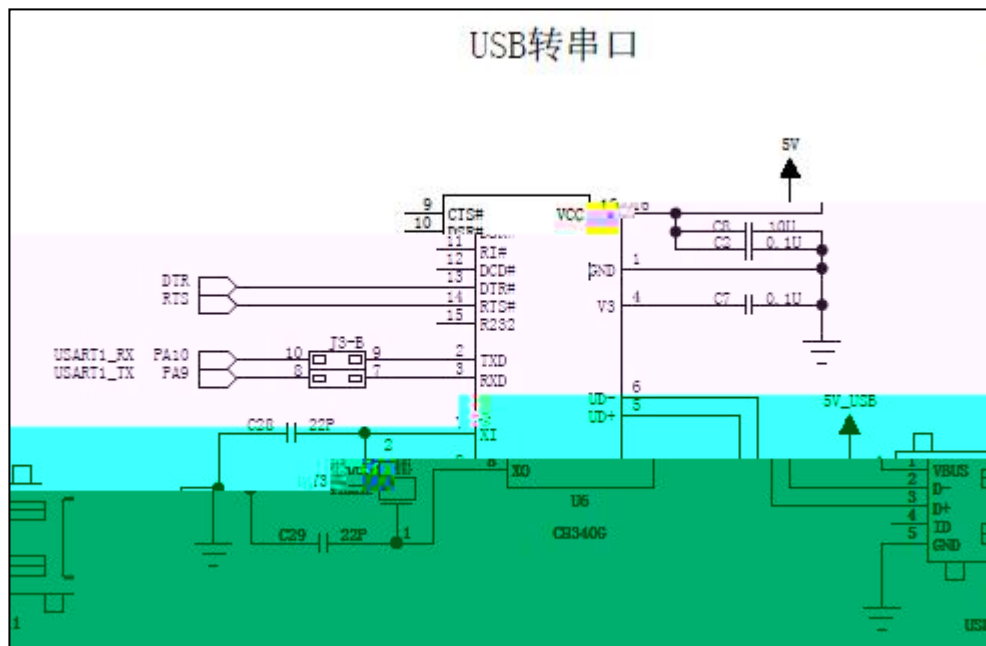 USB转串口
5V
9 CTS# VCC
10
11 RI#
12 DCD# GND 1
DTR 13 DTR#
RTS 14 RTS# V3 4
15 R232
C8 10U
C2 0.1U
C7 0.1U
J3-B
USART1_RX PA10 10 9 2 TXD
USART1_TX PA9 8 7 3 RXD
UD- 6
UD+ 5
5V_USB
C28 22P XI
2
8 XO
U6
CH340G
C29 22P 1
1 VBUS
2 D-
3 D+
4 ID
5 GND
1